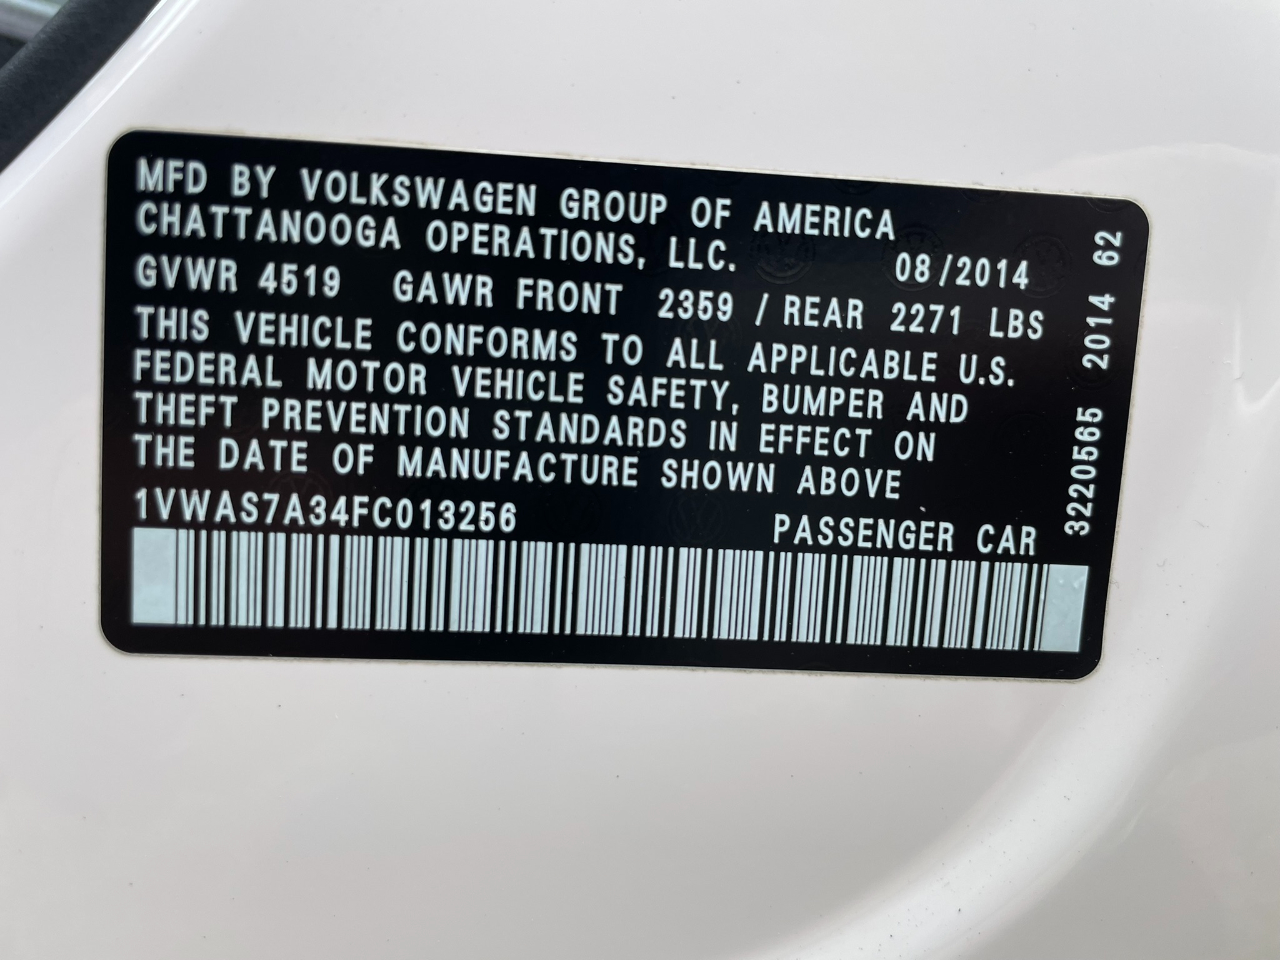 MFD BY VOLKSWAGEN GROUP OF AMERICA
CHATTANOOGA OPERATIONS, LLC. 08/2014
GVWR 4519 GAWR FRONT 2359 / REAR 2271 LBS
THIS VEHICLE CONFORMS TO ALL APPLICABLE U.S.
FEDERAL MOTOR VEHICLE SAFETY, BUMPER AND
THEFT PREVENTION STANDARDS IN EFFECT ON
THE DATE OF MANUFACTURE SHOWN ABOVE
1VWAS7A34FC013256 PASSENGER CAR
3220565 2014 62